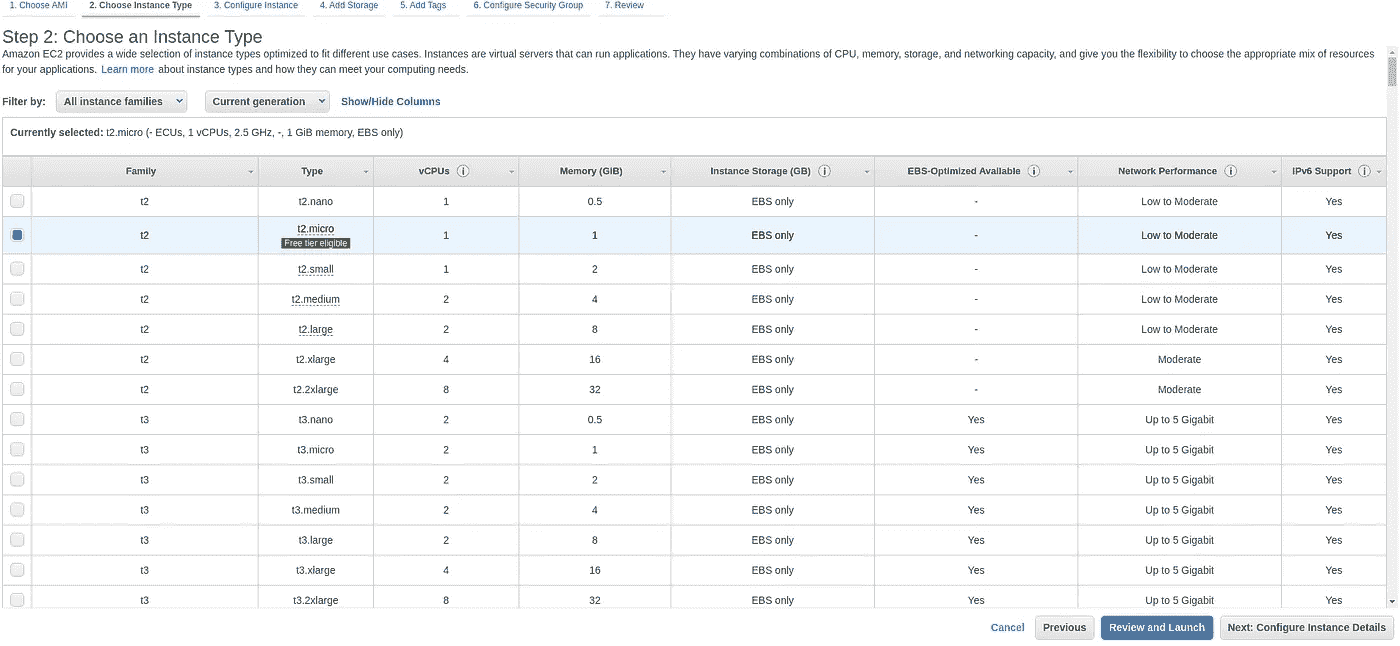 1. Choose AMI 2. Choose Instance Type 3. Configure Instance 4. Add Storage 5. Add Tags 6. Configure Security Group 7. Review
Step 2: Choose an Instance Type
Amazon EC2 provides a wide selection of instance types optimized to fit different use cases. Instances are virtual servers that can run applications. They have varying combinations of CPU, memory, storage, and networking capacity, and give you the flexibility to choose the appropriate mix of resources
for your applications. Learn more about instance types and how they can meet your computing needs.
Filter by: All instance families Current generation Show/Hide Columns
Currently selected: t2.micro (- ECUs, 1 vCPUs, 2.5 GHz, -, 1 GiB memory, EBS only)
Family Type vCPUs i Memory (GiB) Instance Storage (GB) i EBS-Optimized Available i Network Performance i IPv6 Support i
t2 t2.nano 1 0.5 EBS only - Low to Moderate Yes
t2 t2.micro 1 1 EBS only - Low to Moderate Yes
Free tier eligible
t2 t2.small 1 2 EBS only - Low to Moderate Yes
t2 t2.medium 2 4 EBS only - Low to Moderate Yes
t2 t2.large 2 8 EBS only - Low to Moderate Yes
t2 t2.xlarge 4 16 EBS only - Moderate Yes
t2 t2.2xlarge 8 32 EBS only - Moderate Yes
t3 t3.nano 2 0.5 EBS only Yes Up to 5 Gigabit Yes
t3 t3.micro 2 1 EBS only Yes Up to 5 Gigabit Yes
t3 t3.small 2 2 EBS only Yes Up to 5 Gigabit Yes
t3 t3.medium 2 4 EBS only Yes Up to 5 Gigabit Yes
t3 t3.large 2 8 EBS only Yes Up to 5 Gigabit Yes
t3 t3.xlarge 4 16 EBS only Yes Up to 5 Gigabit Yes
t3 t3.2xlarge 8 32 EBS only Yes Up to 5 Gigabit Yes
Cancel Previous Review and Launch Next: Configure Instance Details